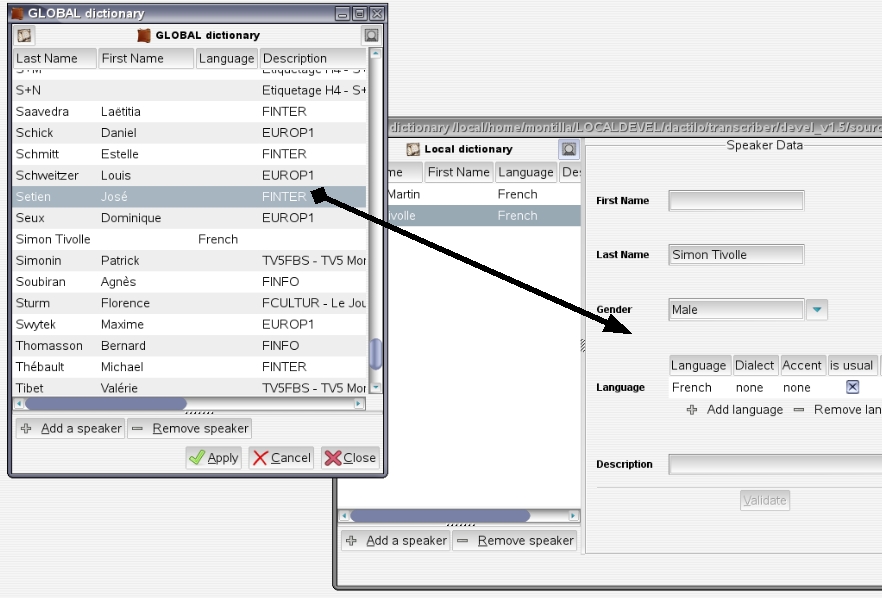 GLOBAL dictionary
GLOBAL dictionary
Last Name First Name Language Description
S+M Etiquetage H4 - S+
S+N Etiquetage H4 - S+
Saavedra Laëtitia FINTER
Schick Daniel EUROP1
Schmitt Estelle FINTER
Schweitzer Louis EUROP1
Setien José FINTER
Seux Dominique EUROP1
Simon Tivolle French
Simonin Patrick TV5FBS - TV5 Mon
Soubiran Agnès FINFO
Sturm Florence FCULTUR - Le Jou
Swytek Maxime EUROP1
Thomasson Bernard FINFO
Thébault Michael FINTER
Tibet Valérie TV5FBS - TV5 Mon
Add a speaker Remove speaker
Apply Cancel Close
dictionary /local/home/montilla/LOCALDEVEL/dactilo/transcriber/devel_v1.5/sourc
Local dictionary
me First Name Language Des
Martin French
ivolle French
Add a speaker Remove speaker
Speaker Data
First Name
Last Name Simon Tivolle
Gender Male
Language Dialect Accent is usual
Language French none none
Add language Remove lan
Description
Validate